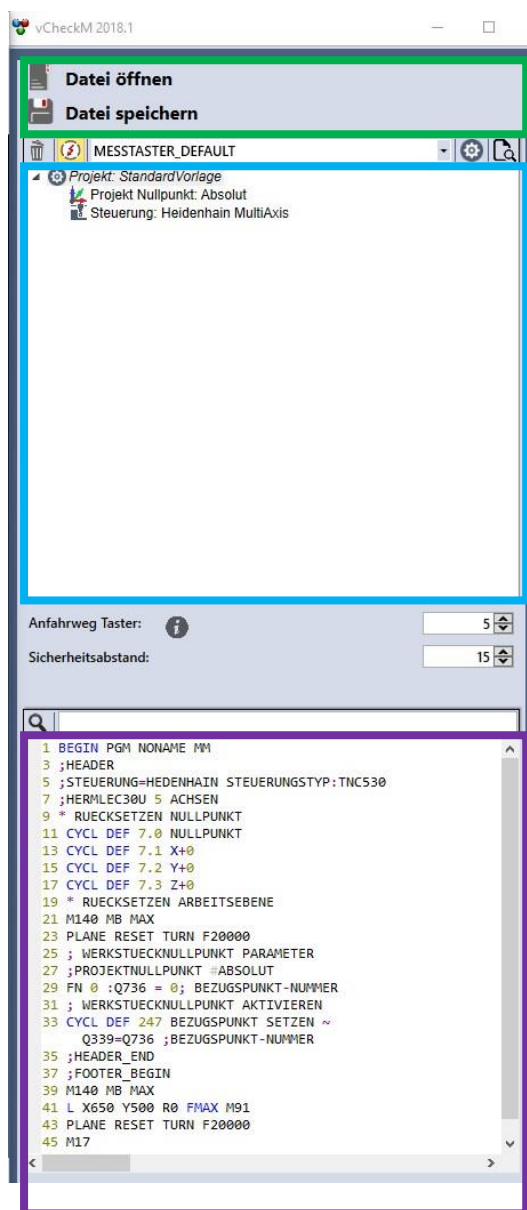 vCheckM 2018.1
Datei öffnen
Datei speichern
MESSTASTER_DEFAULT
Projekt: StandardVorlage
Projekt Nullpunkt: Absolut
Steuerung: Heidenhain MultiAxis
Anfahrweg Taster: 5
Sicherheitsabstand: 15
1 BEGIN PGM NONAME MM
3 ;HEADER
5 ;STEUERUNG=HEDENHAIN STEUERUNGSTYP:TNC530
7 ;HERMLEC30U 5 ACHSEN
9 * RUECKSETZEN NULLPUNKT
11 CYCL DEF 7.0 NULLPUNKT
13 CYCL DEF 7.1 X+0
15 CYCL DEF 7.2 Y+0
17 CYCL DEF 7.3 Z+0
19 * RUECKSETZEN ARBEITSEBENE
21 M140 MB MAX
23 PLANE RESET TURN F20000
25 ; WERKSTUECKNULLPUNKT PARAMETER
27 ;PROJEKTNULLPUNKT #ABSOLUT
29 FN 0 :Q736 = 0; BEZUGSPUNKT-NUMMER
31 ; WERKSTUECKNULLPUNKT AKTIVIEREN
33 CYCL DEF 247 BEZUGSPUNKT SETZEN ~
Q339=Q736 ;BEZUGSPUNKT-NUMMER
35 ;HEADER_END
37 ;FOOTER_BEGIN
39 M140 MB MAX
41 L X650 Y500 R0 FMAX M91
43 PLANE RESET TURN F20000
45 M17